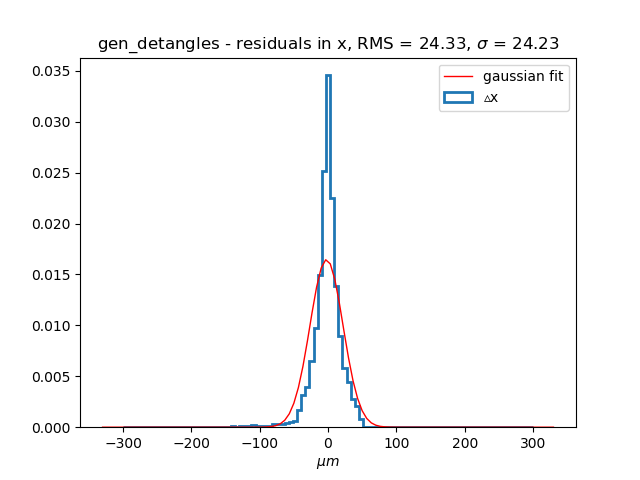 gen_detangles - residuals in x, RMS = 24.33, σ = 24.23
gaussian fit
△x
0.035
0.030
0.025
0.020
0.015
0.010
0.005
0.000
−300 −200 −100 0 100 200 300
μm